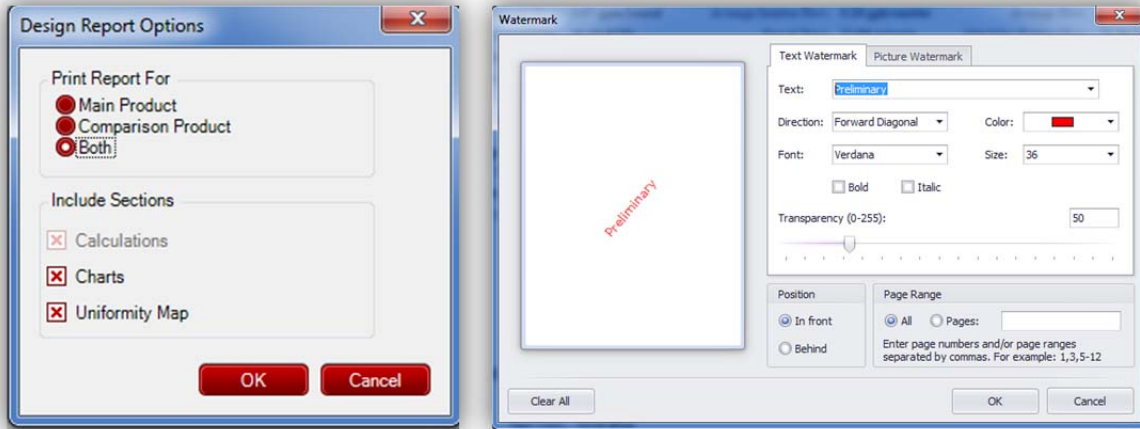 Design Report Options
Print Report For
Main Product
Comparison Product
Both
Include Sections
Calculations
Charts
Uniformity Map
OK Cancel
Watermark
Text Watermark Picture Watermark
Text: Preliminary
Direction: Forward Diagonal Color:
Font: Verdana Size: 36
Bold Italic
Transparency (0-255): 50
Preliminary
Position
In front
Behind
Page Range
All Pages:
Enter page numbers and/or page ranges
separated by commas. For example: 1,3,5-12
Clear All OK Cancel